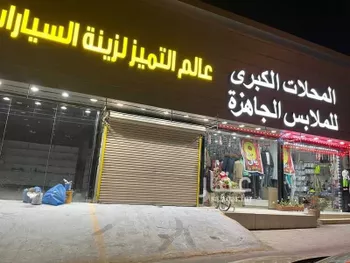 عالم التميز لزينة السيارات
المحلات الكبرى
للملابس الجاهزة